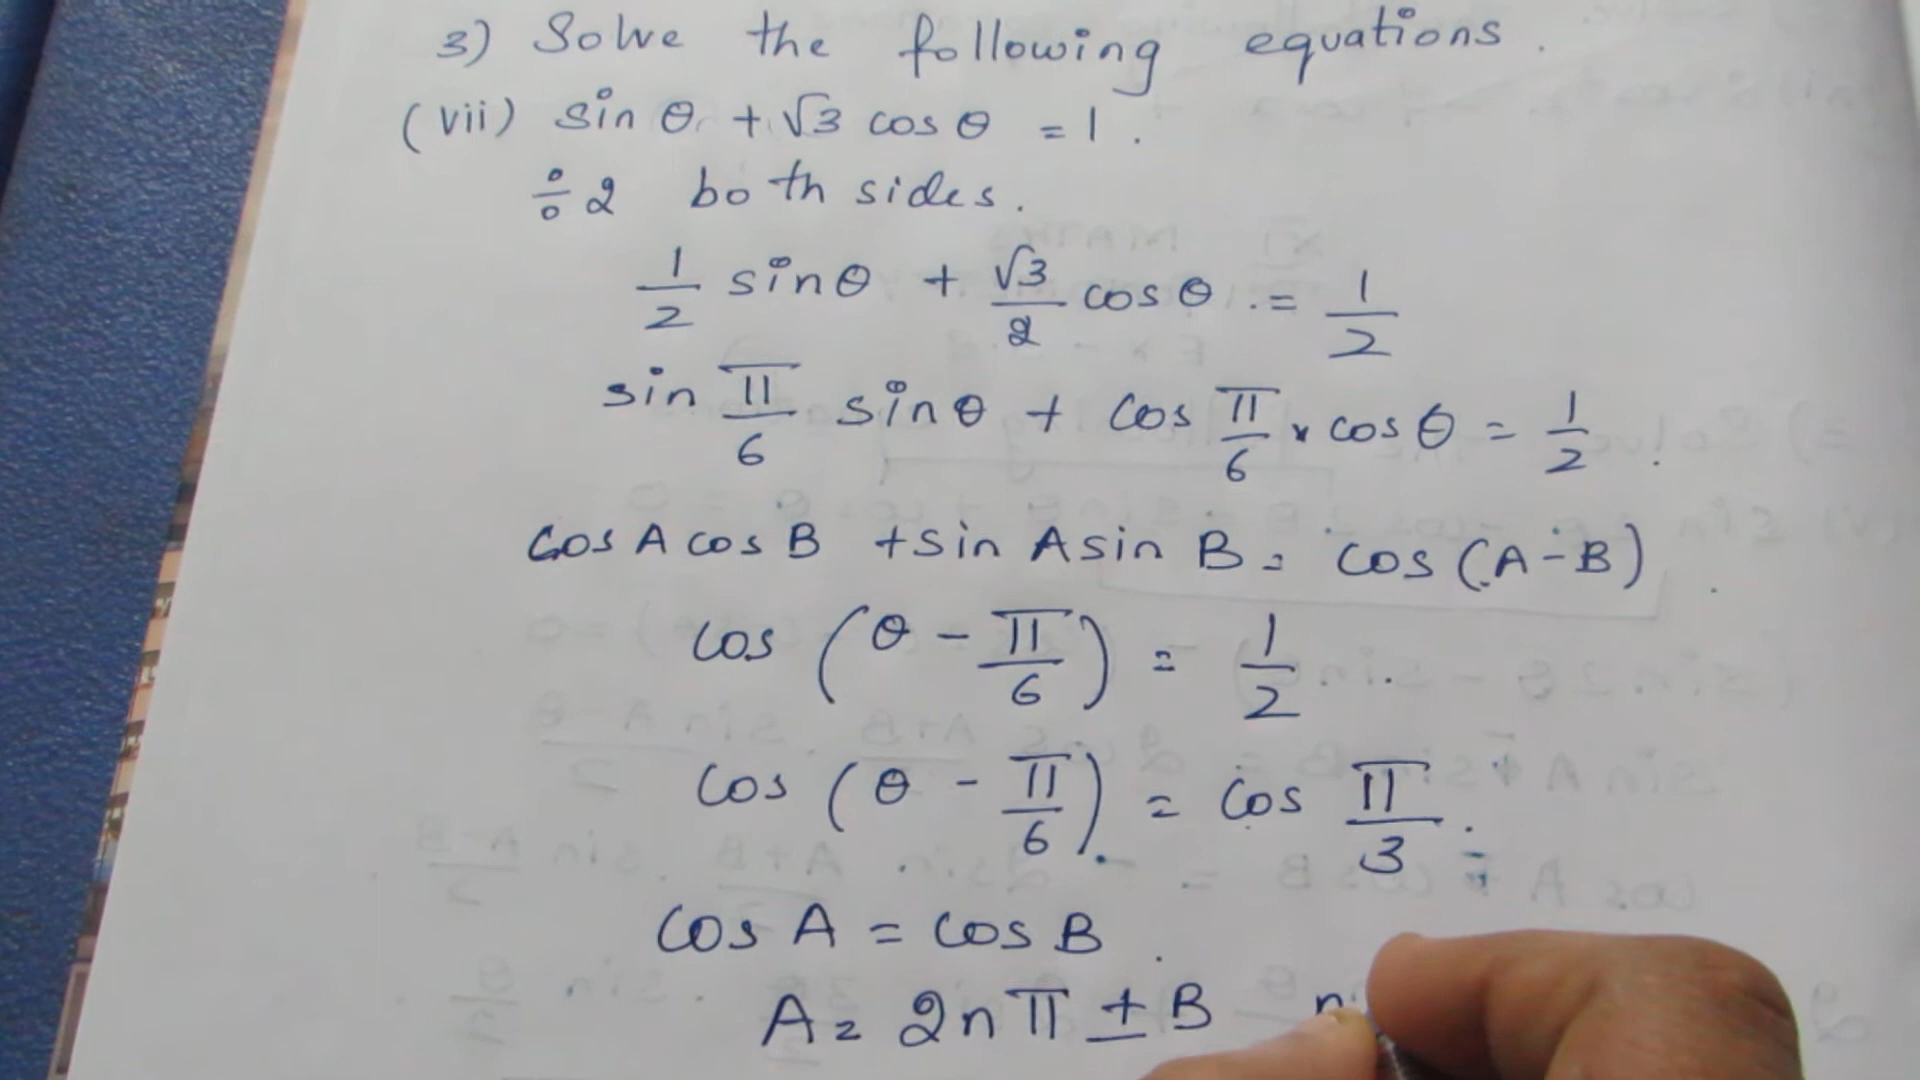 3) Solve the following equations.
(vii) sin θ + √3 cos θ = 1.
÷ 2 both sides.
1/2 sin θ + √3/2 cos θ = 1/2
sin π/6 sin θ + cos π/6 × cos θ = 1/2.
cos A cos B + sin A sin B = cos (A - B)
cos (θ - π/6) = 1/2.
cos (θ - π/6) = cos π/3.
cos A = cos B.
A = 2nπ ± B n